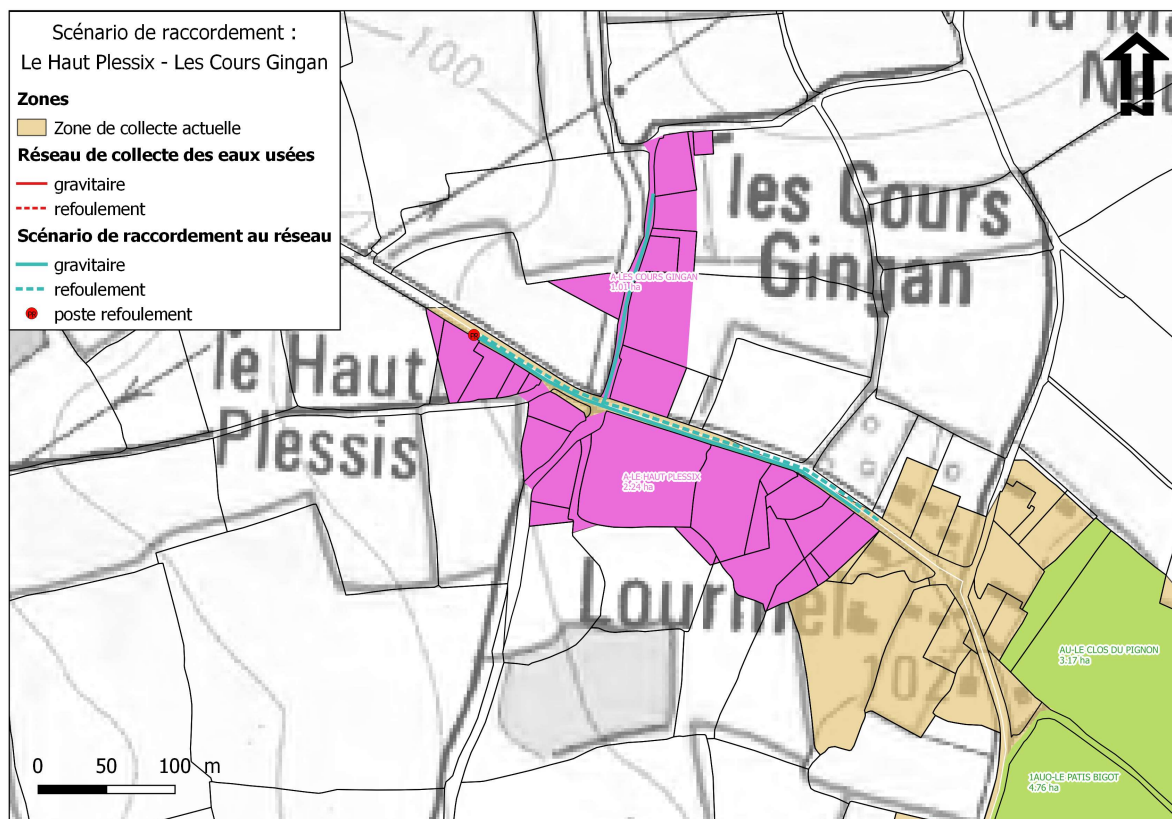 Scénario de raccordement :
Le Haut Plessix - Les Cours Gingan
Zones
Zone de collecte actuelle
Réseau de collecte des eaux usées
gravitaire
refoulement
Scénario de raccordement au réseau
gravitaire
refoulement
poste refoulement
100
la
N
les Cours
Gingan
A-LES COURS GINGAN
1.01 ha
le Haut
Plessis
A-LE HAUT PLESSIX
2.24 ha
Lourmel
102
AU-LE CLOS DU PIGNON
3.17 ha
1AUO-LE PATIS BIGOT
4.76 ha
0 50 100 m